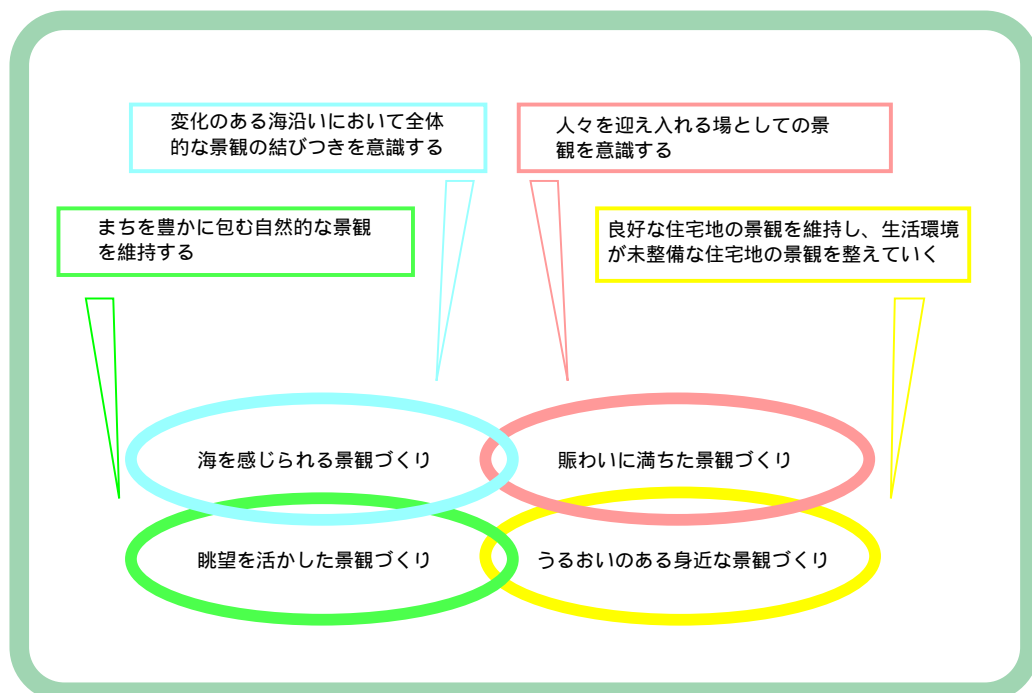 変化のある海沿いにおいて全体
的な景観の結びつきを意識する
人々を迎え入れる場としての景
観を意識する
まちを豊かに包む自然的な景観
を維持する
良好な住宅地の景観を維持し、生活環境
が未整備な住宅地の景観を整えていく
海を感じられる景観づくり
賑わいに満ちた景観づくり
眺望を活かした景観づくり
うるおいのある身近な景観づくり